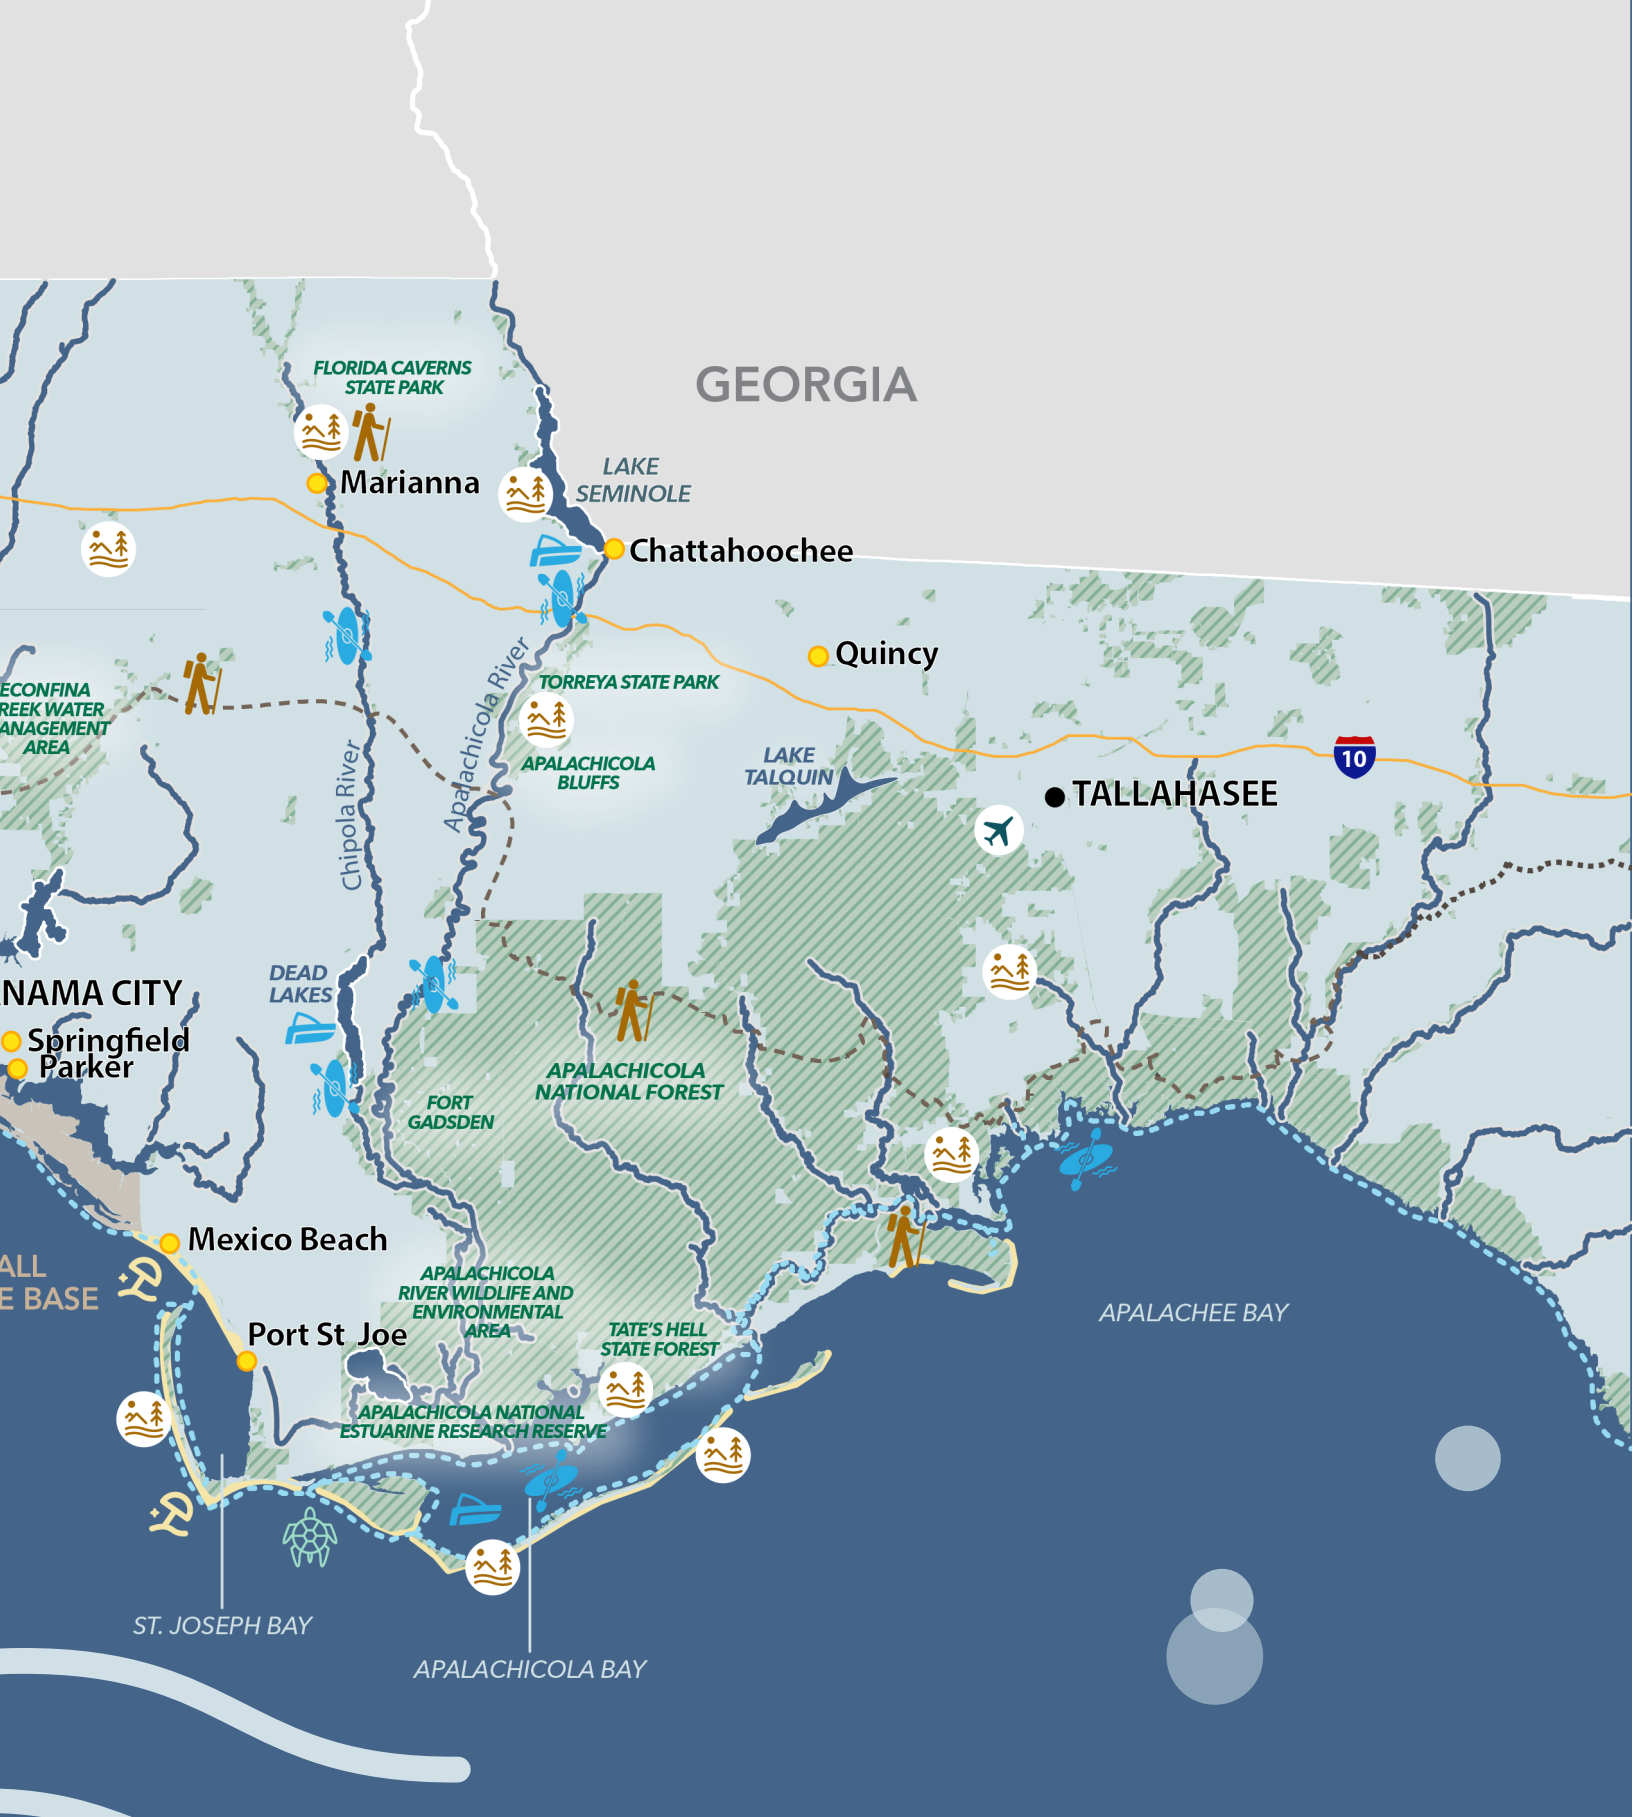 FLORIDA CAVERNS
STATE PARK
GEORGIA
LAKE
SEMINOLE
Marianna
Chattahoochee
Quincy
ECONFINA
REEK WATER
ANAGEMENT
AREA
TORREYA STATE PARK
Apalachicola River
APALACHICOLA
BLUFFS
LAKE
TALQUIN
10
TALLAHASEE
Chipola River
DEAD
LAKES
NAMA CITY
Springfield
Parker
APALACHICOLA
NATIONAL FOREST
FORT
GADSDEN
Mexico Beach
ALL
E BASE
APALACHICOLA
RIVER WILDLIFE AND
ENVIRONMENTAL
AREA
APALACHEE BAY
Port St Joe
TATE'S HELL
STATE FOREST
APALACHICOLA NATIONAL
ESTUARINE RESEARCH RESERVE
ST. JOSEPH BAY
APALACHICOLA BAY